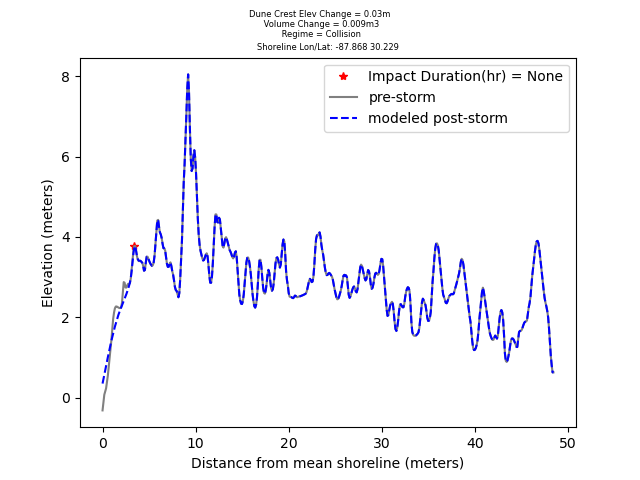 Dune Crest Elev Change = 0.03m
Volume Change = 0.009m3
Regime = Collision
Shoreline Lon/Lat: -87.868 30.229
Impact Duration(hr) = None
pre-storm
modeled post-storm
8
6
4
2
0
Elevation (meters)
0 10 20 30 40 50
Distance from mean shoreline (meters)